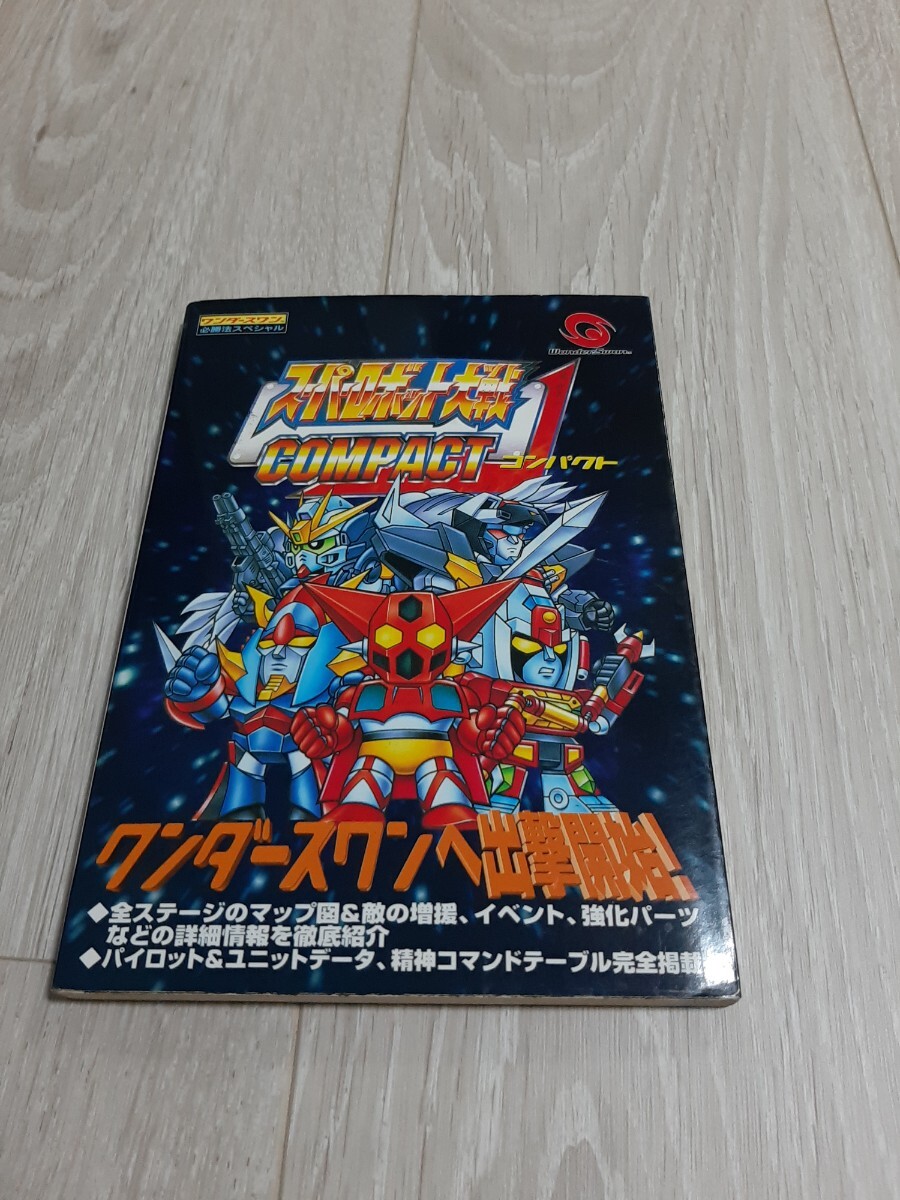 ワンダースワン
必勝法スペシャル
WonderSwan
スーパーロボット大戦
COMPACT
コンパクト
ワンダースワンへ出撃開始!
◆全ステージのマップ図&敵の増援、イベント、強化パーツ
などの詳細情報を徹底紹介
◆パイロット&ユニットデータ、精神コマンドテーブル完全掲載